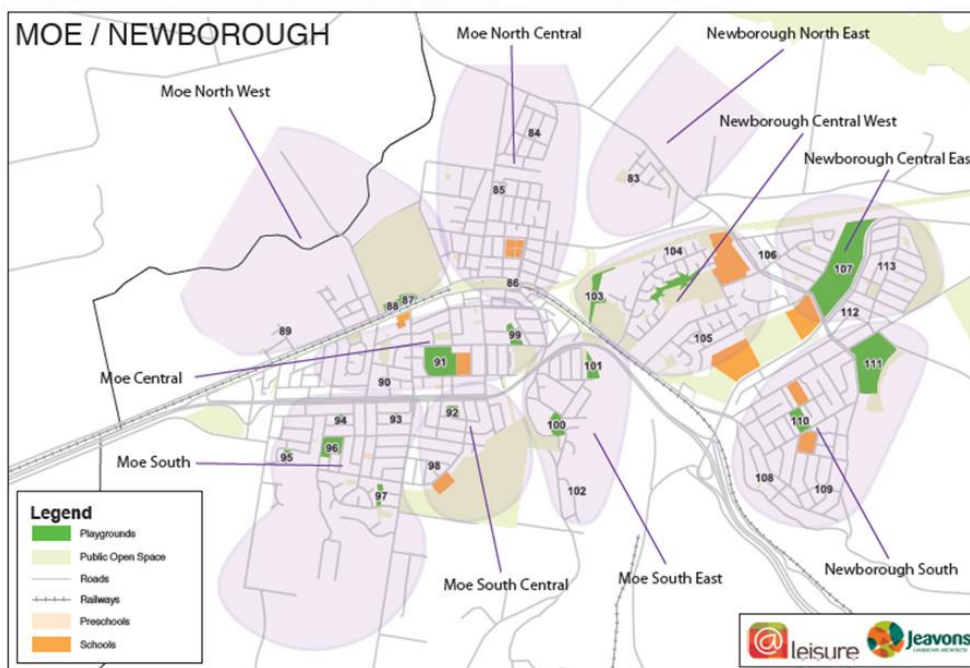 MOE / NEWBOROUGH
Moe North Central
Newborough North East
Moe North West
Newborough Central West
Newborough Central East
84
85
83
104
106
107
113
86
103
87
88
112
105
89
99
91
111
101
90
94
93
92
110
100
96
95
98
108
109
102
97
Moe Central
Moe South
Moe South Central
Moe South East
Newborough South
Legend
Playgrounds
Public Open Space
Roads
Railways
Preschools
Schools
@leisure
Jeavons
LANDSCAPE ARCHITECTS